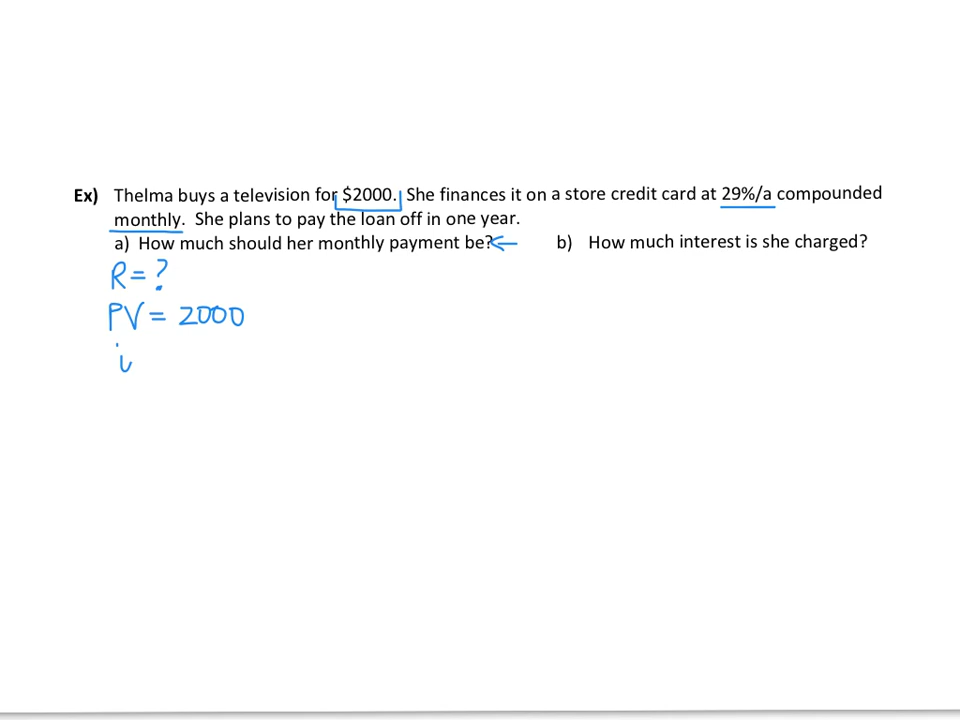 Ex) Thelma buys a television for $2000. She finances it on a store credit card at 29%/a compounded
monthly. She plans to pay the loan off in one year.
a) How much should her monthly payment be? b) How much interest is she charged?
R = ?
PV = 2000
i